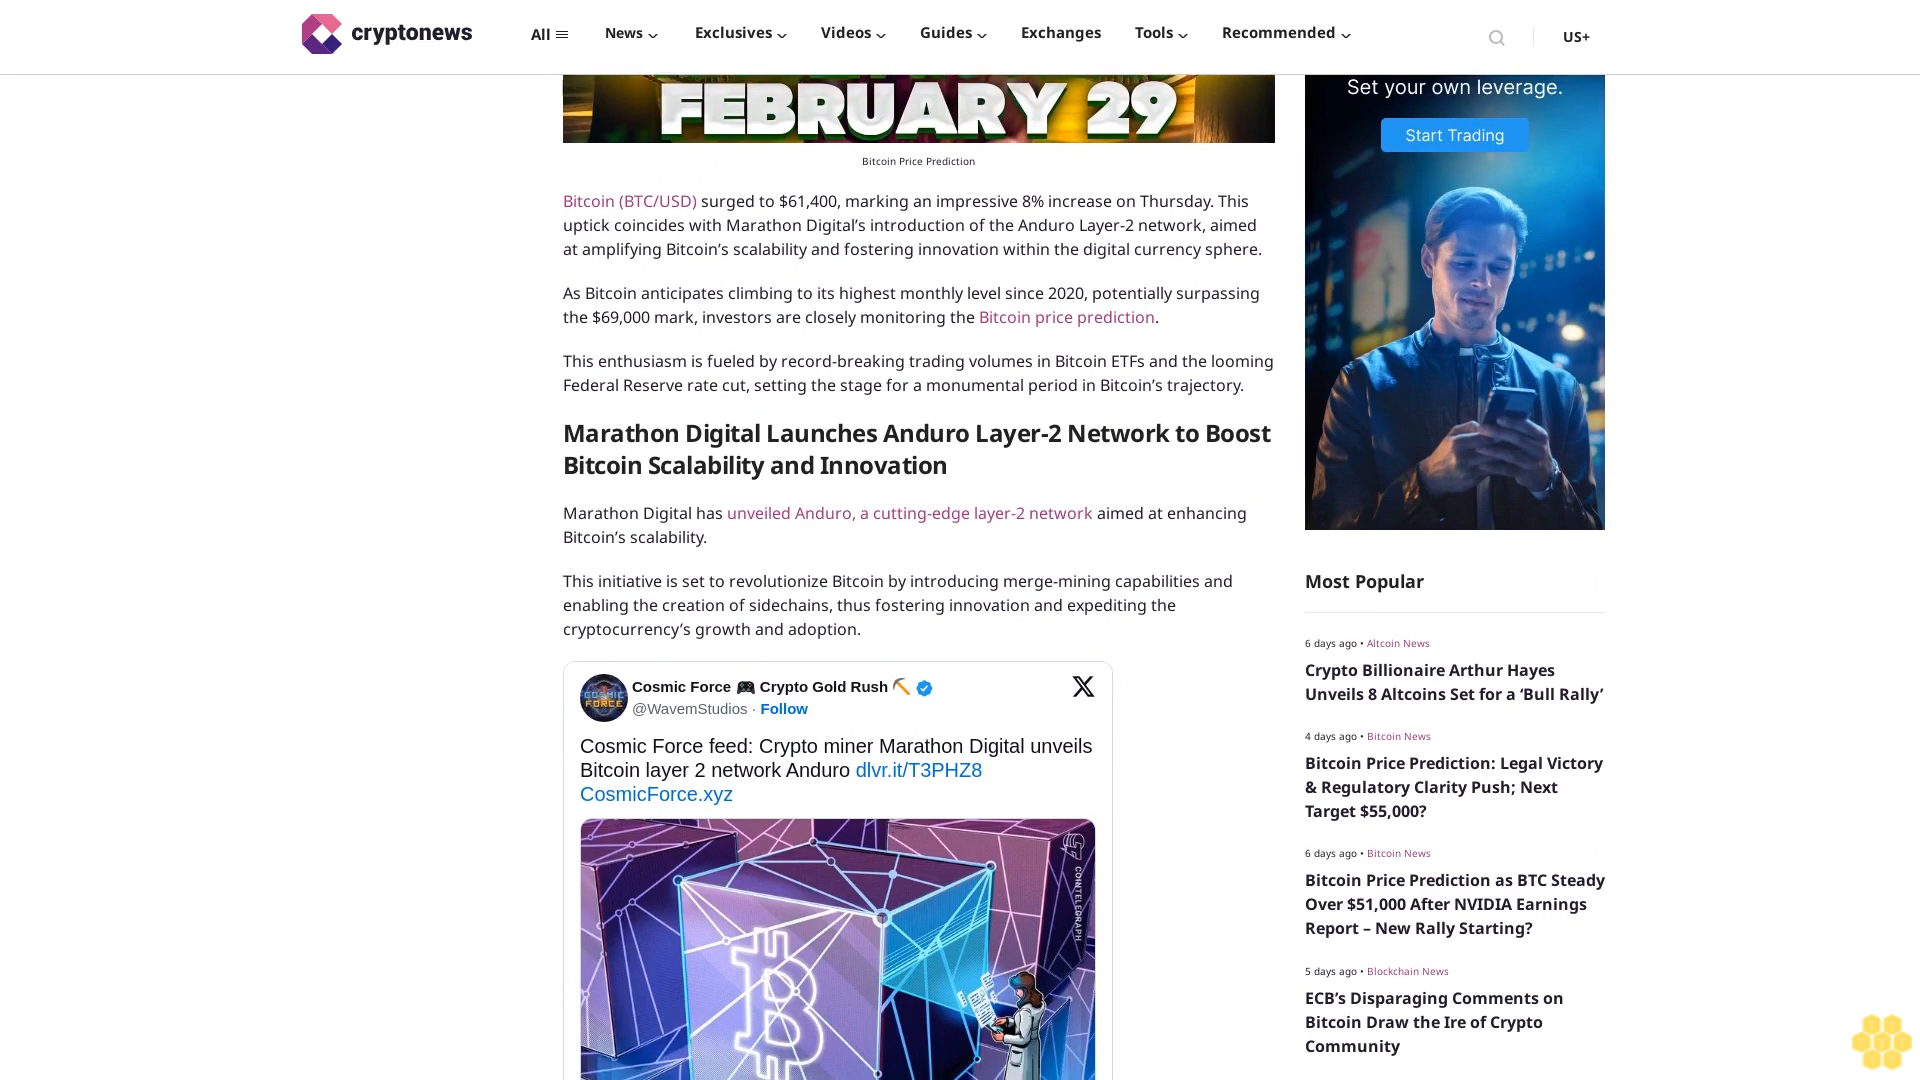 cryptonews
All
News
Exclusives
Videos
Guides
Exchanges
Tools
Recommended
US+
FEBRUARY 29
Bitcoin Price Prediction
Bitcoin (BTC/USD) surged to $61,400, marking an impressive 8% increase on Thursday. This
uptick coincides with Marathon Digital’s introduction of the Anduro Layer-2 network, aimed
at amplifying Bitcoin’s scalability and fostering innovation within the digital currency sphere.
As Bitcoin anticipates climbing to its highest monthly level since 2020, potentially surpassing
the $69,000 mark, investors are closely monitoring the Bitcoin price prediction.
This enthusiasm is fueled by record-breaking trading volumes in Bitcoin ETFs and the looming
Federal Reserve rate cut, setting the stage for a monumental period in Bitcoin’s trajectory.
Marathon Digital Launches Anduro Layer-2 Network to Boost
Bitcoin Scalability and Innovation
Marathon Digital has unveiled Anduro, a cutting-edge layer-2 network aimed at enhancing
Bitcoin’s scalability.
This initiative is set to revolutionize Bitcoin by introducing merge-mining capabilities and
enabling the creation of sidechains, thus fostering innovation and expediting the
cryptocurrency’s growth and adoption.
COSMIC
FORCE
Cosmic Force 🎮 Crypto Gold Rush ⛏️
@WavemStudios · Follow
Cosmic Force feed: Crypto miner Marathon Digital unveils
Bitcoin layer 2 network Anduro dlvr.it/T3PHZ8
CosmicForce.xyz
COINTELEGRAPH
Set your own leverage.
Start Trading
Most Popular
6 days ago • Altcoin News
Crypto Billionaire Arthur Hayes
Unveils 8 Altcoins Set for a ‘Bull Rally’
4 days ago • Bitcoin News
Bitcoin Price Prediction: Legal Victory
& Regulatory Clarity Push; Next
Target $55,000?
6 days ago • Bitcoin News
Bitcoin Price Prediction as BTC Steady
Over $51,000 After NVIDIA Earnings
Report – New Rally Starting?
5 days ago • Blockchain News
ECB’s Disparaging Comments on
Bitcoin Draw the Ire of Crypto
Community